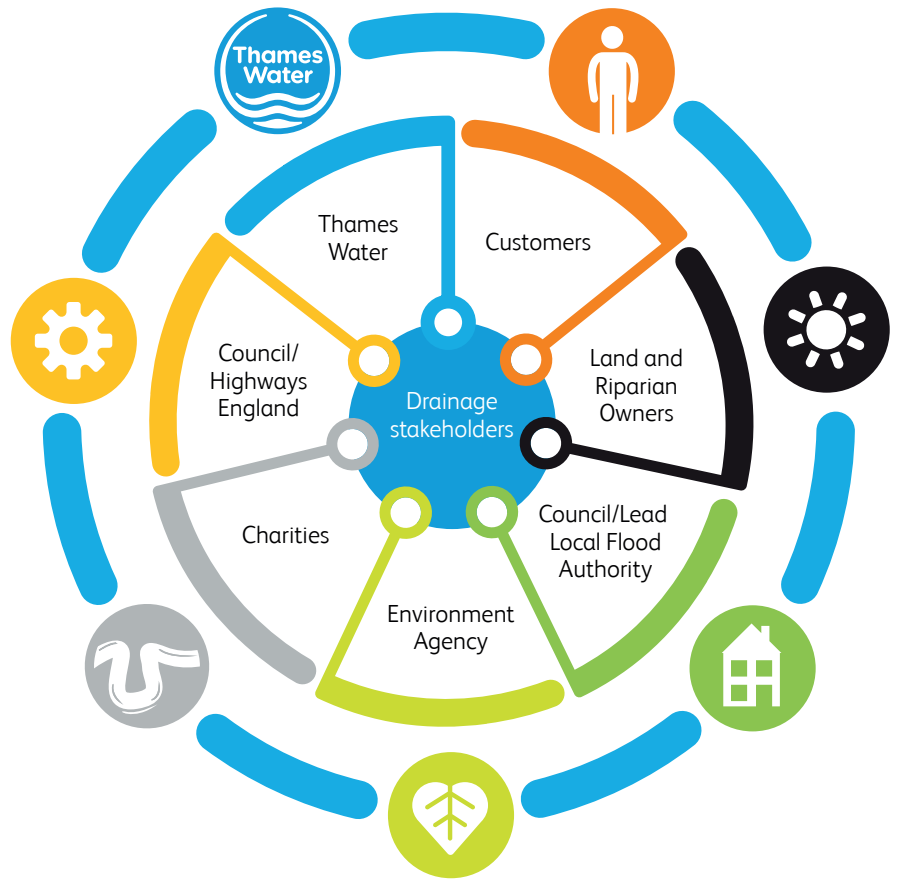 Thames
Water
Thames
Water
Customers
Council/
Highways
England
Drainage
stakeholders
Land and
Riparian
Owners
Charities
Council/Lead
Local Flood
Authority
Environment
Agency